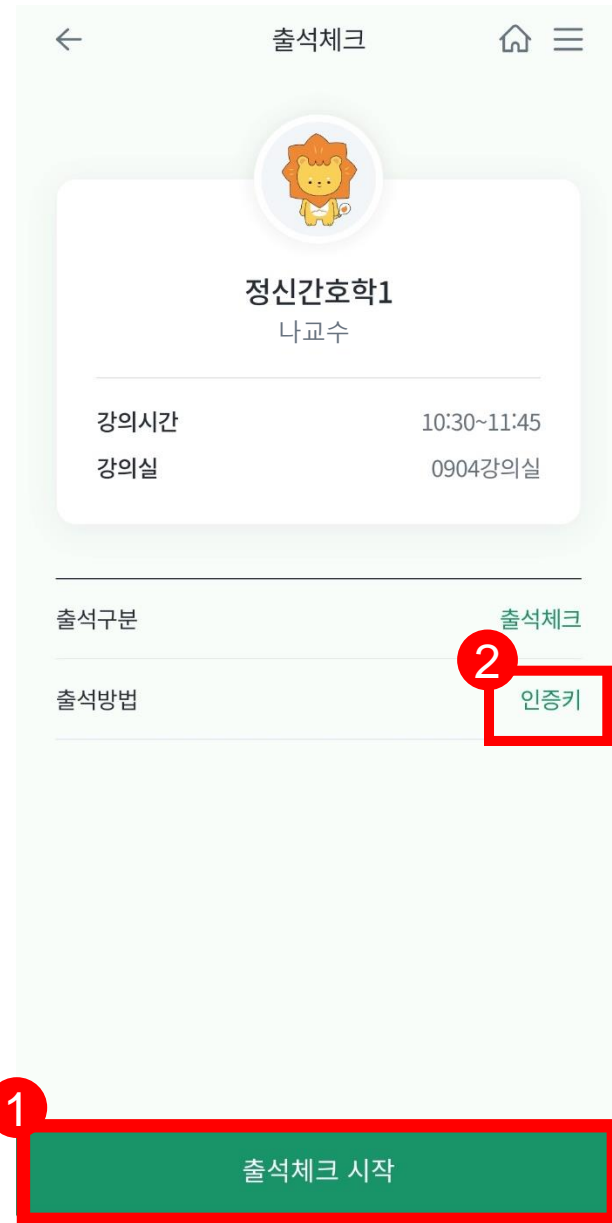 출석체크
정신간호학1
나교수
강의시간 10:30~11:45
강의실 0904강의실
출석구분 출석체크
2
출석방법 인증키
1
출석체크 시작